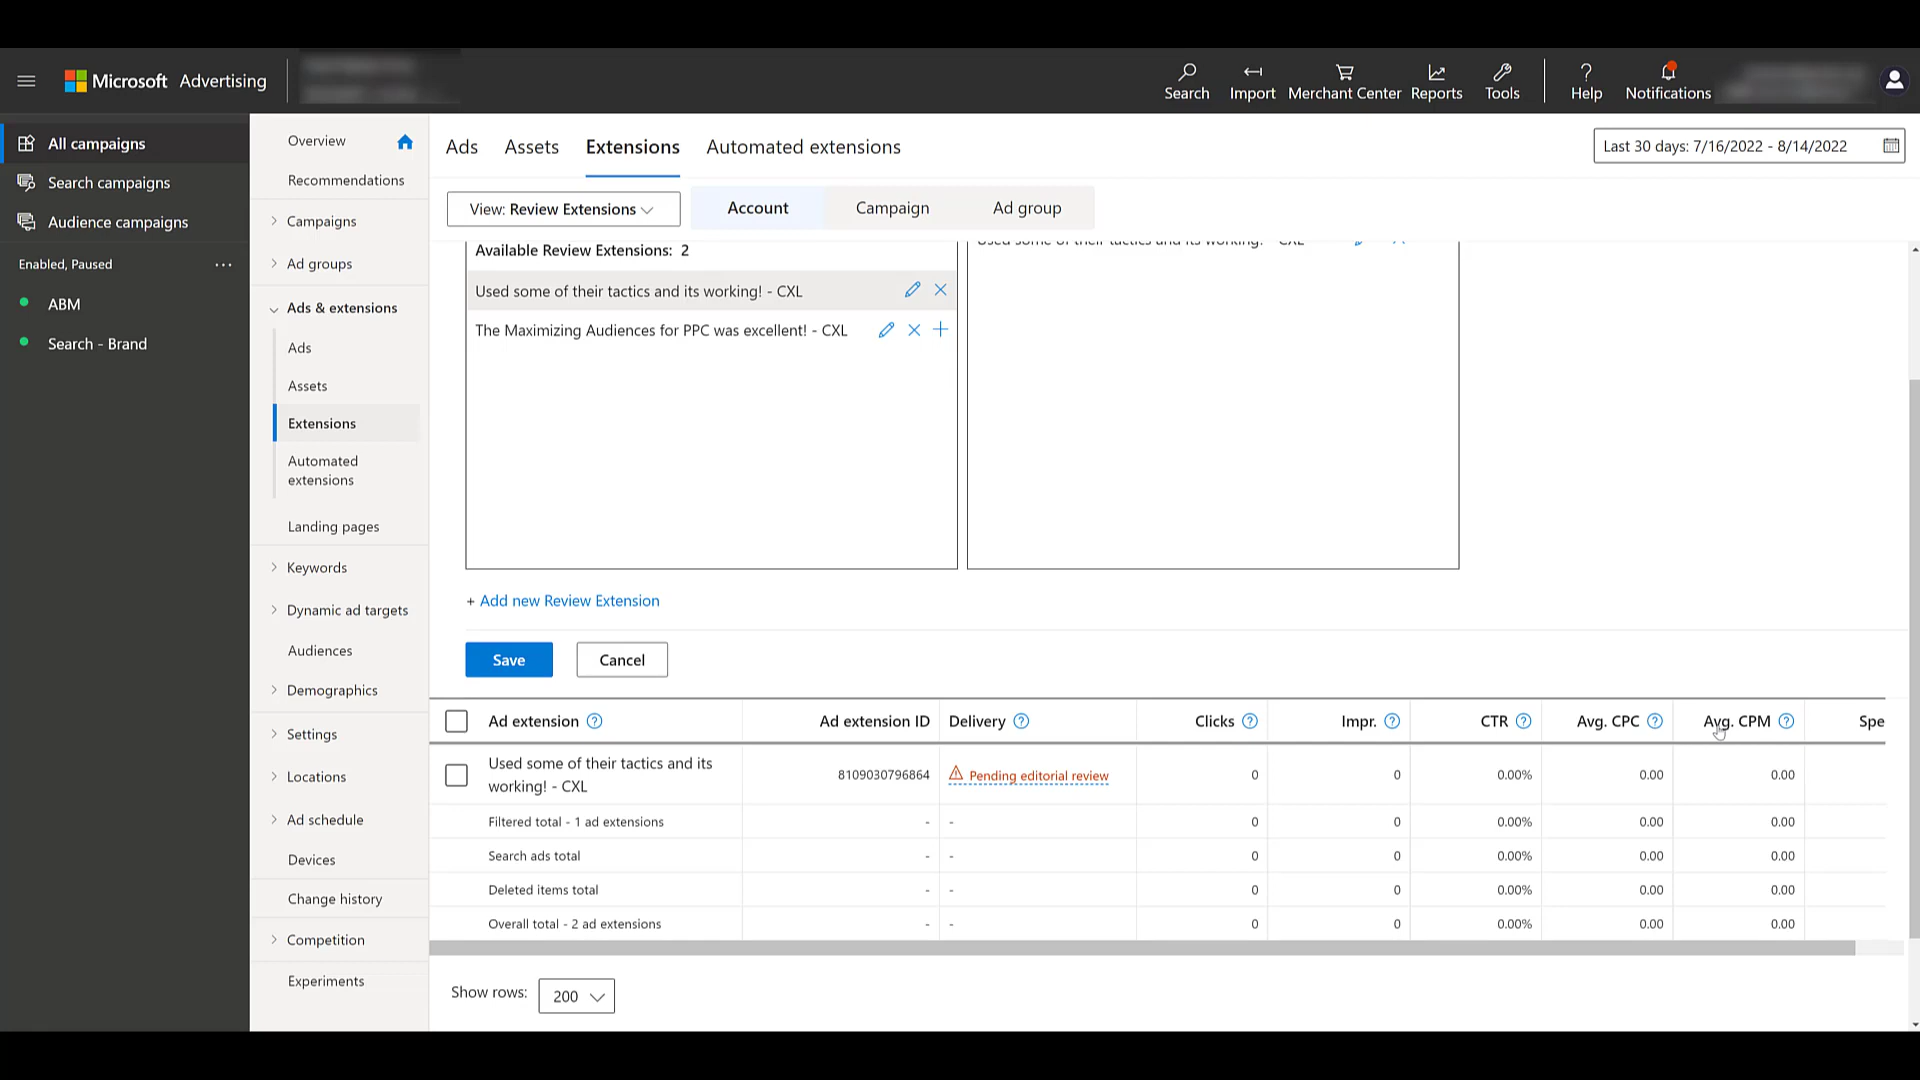 Microsoft Advertising
Search
Import
Merchant Center
Reports
Tools
?
Help
Notifications
All campaigns
Search campaigns
Audience campaigns
Enabled, Paused
ABM
Search - Brand
Overview
Recommendations
Campaigns
Ad groups
Ads & extensions
Ads
Assets
Extensions
Automated
extensions
Landing pages
Keywords
Dynamic ad targets
Audiences
Demographics
Settings
Locations
Ad schedule
Devices
Change history
Competition
Experiments
Ads Assets Extensions Automated extensions
Last 30 days: 7/16/2022 - 8/14/2022
View: Review Extensions
Account Campaign Ad group
Available Review Extensions: 2
Used some of their tactics and its working! - CXL
The Maximizing Audiences for PPC was excellent! - CXL
Used some of their tactics and its working! - CXL
+ Add new Review Extension
Save Cancel
Ad extension ? Ad extension ID Delivery ? Clicks ? Impr. ? CTR ? Avg. CPC ? Avg. CPM ? Spe
Used some of their tactics and its
working! - CXL
8109030796864 Pending editorial review 0 0 0.00% 0.00 0.00
Filtered total - 1 ad extensions - - 0 0 0.00% 0.00 0.00
Search ads total - - 0 0 0.00% 0.00 0.00
Deleted items total - - 0 0 0.00% 0.00 0.00
Overall total - 2 ad extensions - - 0 0 0.00% 0.00 0.00
Show rows: 200